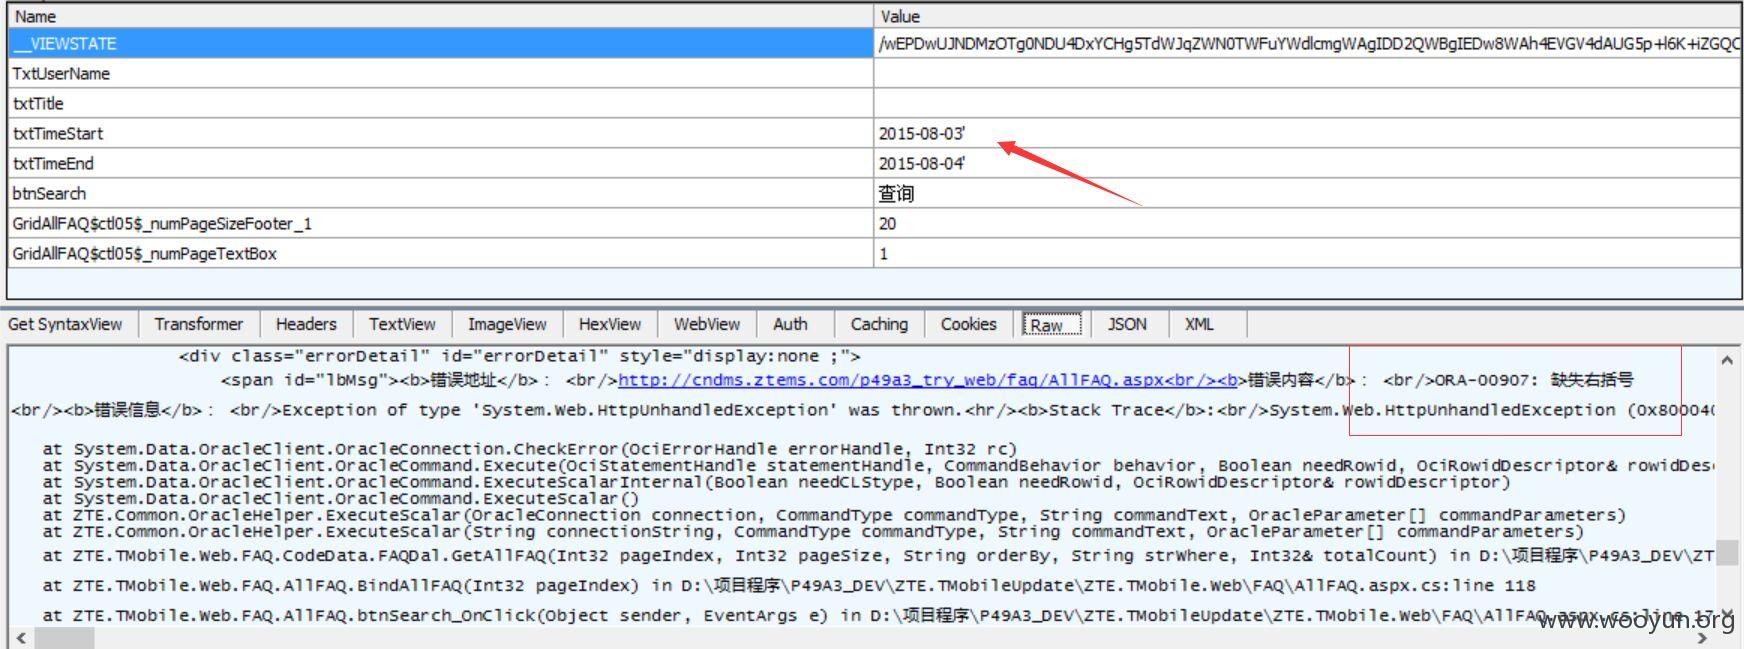 Name Value
__VIEWSTATE /wEPDwUJNDMzOTg0NDU4DxYCHg5TdWJqZWN0TWFuYWdlcmgWAgIDD2QWBgIEDw8WAh4EVGV4dAUG5p+l6K+iZGQC
TxtUserName
txtTitle
txtTimeStart 2015-08-03'
txtTimeEnd 2015-08-04'
btnSearch 查询
GridAllFAQ$ctl05$_numPageSizeFooter_1 20
GridAllFAQ$ctl05$_numPageTextBox 1
Get SyntaxView Transformer Headers TextView ImageView HexView WebView Auth Caching Cookies Raw JSON XML
<div class="errorDetail" id="errorDetail" style="display:none ;">
<span id="lbMsg"><b>错误地址</b>： <br/>http://cndms.ztems.com/p49a3_try_web/faq/AllFAQ.aspx<br/><b>错误内容</b>： <br/>ORA-00907: 缺失右括号
<br/><b>错误信息</b>： <br/>Exception of type 'System.Web.HttpUnhandledException' was thrown.<hr/><b>Stack Trace</b>:<br/>System.Web.HttpUnhandledException (0x800040
at System.Data.OracleClient.OracleConnection.CheckError(OciErrorHandle errorHandle, Int32 rc)
at System.Data.OracleClient.OracleCommand.Execute(OciStatementHandle statementHandle, CommandBehavior behavior, Boolean needRowid, OciRowidDescriptor& rowidDesc
at System.Data.OracleClient.OracleCommand.ExecuteScalarInternal(Boolean needCLStype, Boolean needRowid, OciRowidDescriptor& rowidDescriptor)
at System.Data.OracleClient.OracleCommand.ExecuteScalar()
at ZTE.Common.OracleHelper.ExecuteScalar(OracleConnection connection, CommandType commandType, String commandText, OracleParameter[] commandParameters)
at ZTE.Common.OracleHelper.ExecuteScalar(String connectionString, CommandType commandType, String commandText, OracleParameter[] commandParameters)
at ZTE.TMobile.Web.FAQ.CodeData.FAQDal.GetAllFAQ(Int32 pageIndex, Int32 pageSize, String orderBy, String strWhere, Int32& totalCount) in D:\项目程序\P49A3_DEV\ZT
at ZTE.TMobile.Web.FAQ.AllFAQ.BindAllFAQ(Int32 pageIndex) in D:\项目程序\P49A3_DEV\ZTE.TMobileUpdate\ZTE.TMobile.Web\FAQ\AllFAQ.aspx.cs:line 118
at ZTE.TMobile.Web.FAQ.AllFAQ.btnSearch_OnClick(Object sender, EventArgs e) in D:\项目程序\P49A3_DEV\ZTE.TMobileUpdate\ZTE.TMobile.Web\FAQ\AllFAQ.aspx.cs:line 17
www.wooyun.org